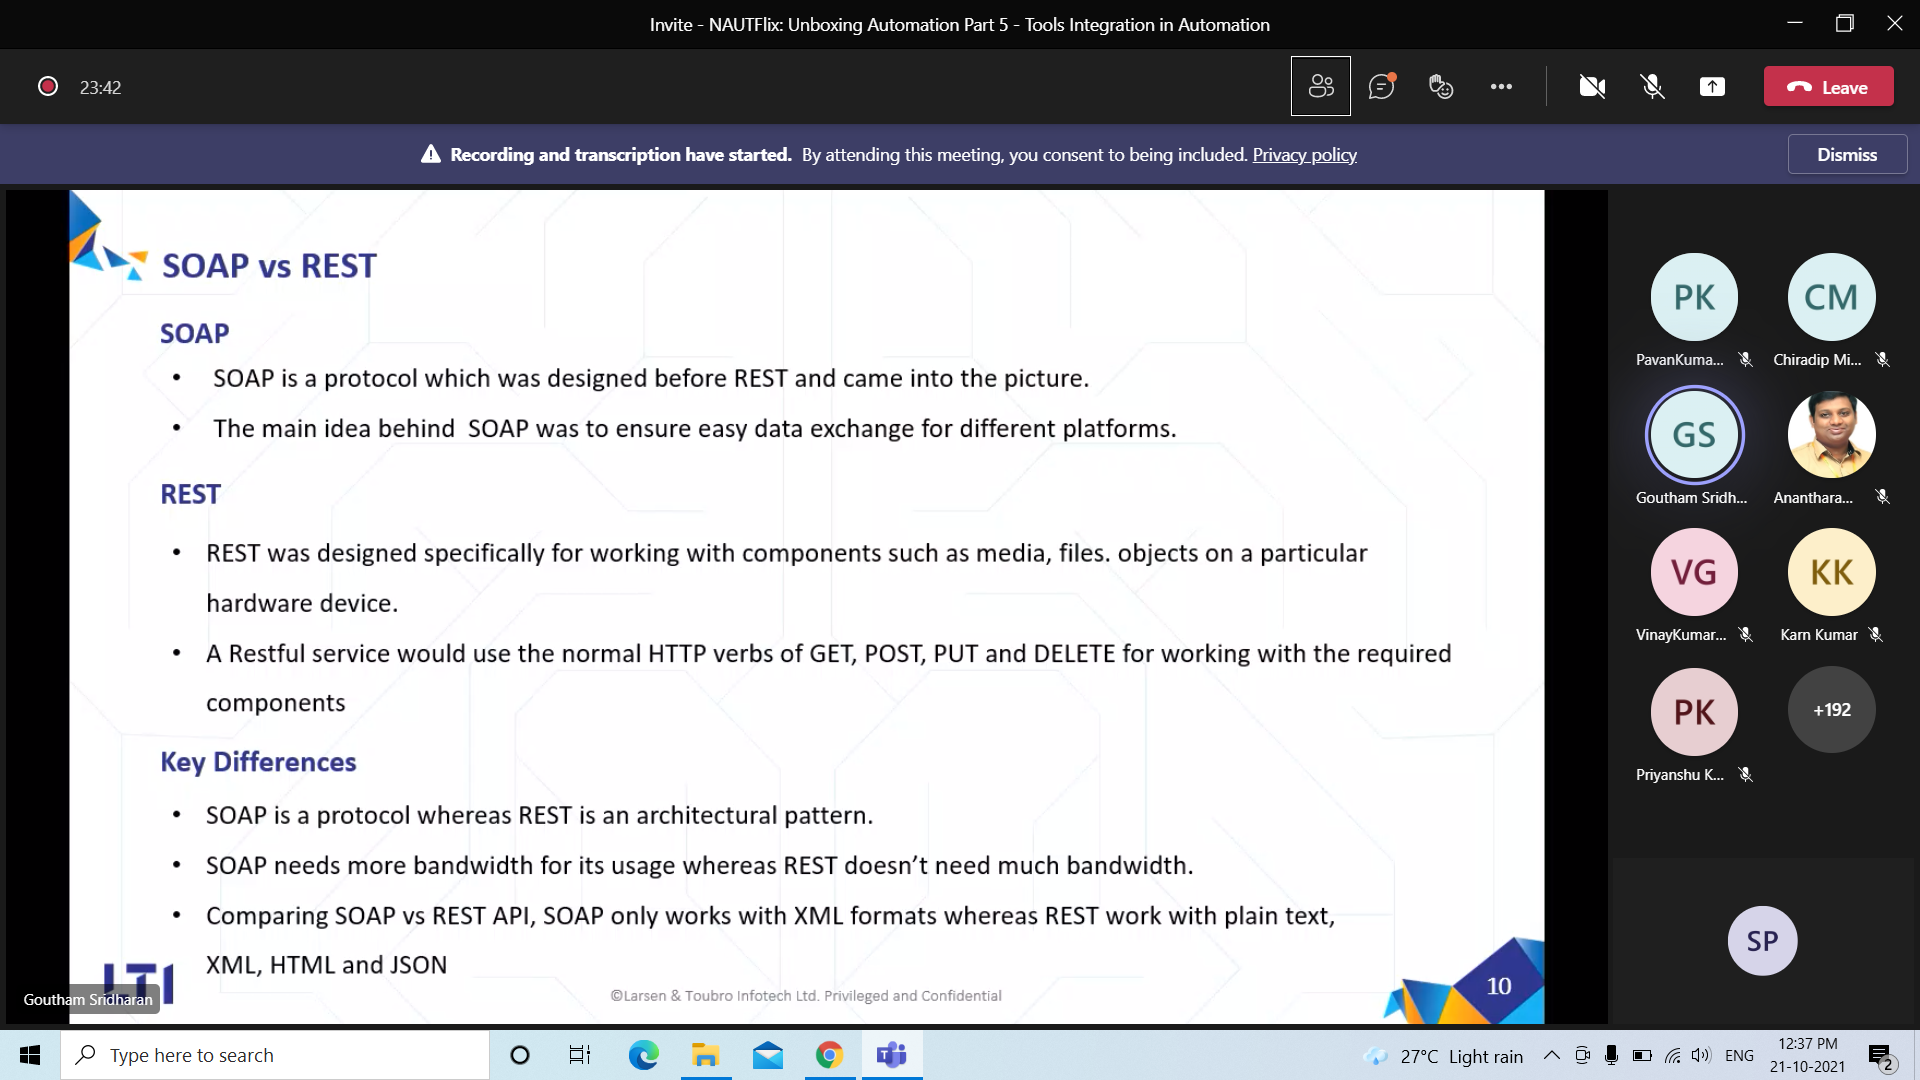 Invite - NAUTFlix: Unboxing Automation Part 5 - Tools Integration in Automation
23:42
Leave
Recording and transcription have started. By attending this meeting, you consent to being included. Privacy policy
Dismiss
SOAP vs REST
SOAP
• SOAP is a protocol which was designed before REST and came into the picture.
• The main idea behind SOAP was to ensure easy data exchange for different platforms.
REST
• REST was designed specifically for working with components such as media, files. objects on a particular
hardware device.
• A Restful service would use the normal HTTP verbs of GET, POST, PUT and DELETE for working with the required
components
Key Differences
• SOAP is a protocol whereas REST is an architectural pattern.
• SOAP needs more bandwidth for its usage whereas REST doesn’t need much bandwidth.
• Comparing SOAP vs REST API, SOAP only works with XML formats whereas REST work with plain text,
XML, HTML and JSON
LTI
Goutham Sridharan
©Larsen & Toubro Infotech Ltd. Privileged and Confidential
10
PK
CM
PavanKuma...
Chiradip Mi...
GS
Goutham Sridh...
Ananthara...
VG
KK
VinayKumar...
Karn Kumar
PK
+192
Priyanshu K...
SP
Type here to search
27°C Light rain
ENG
12:37 PM
21-10-2021
2